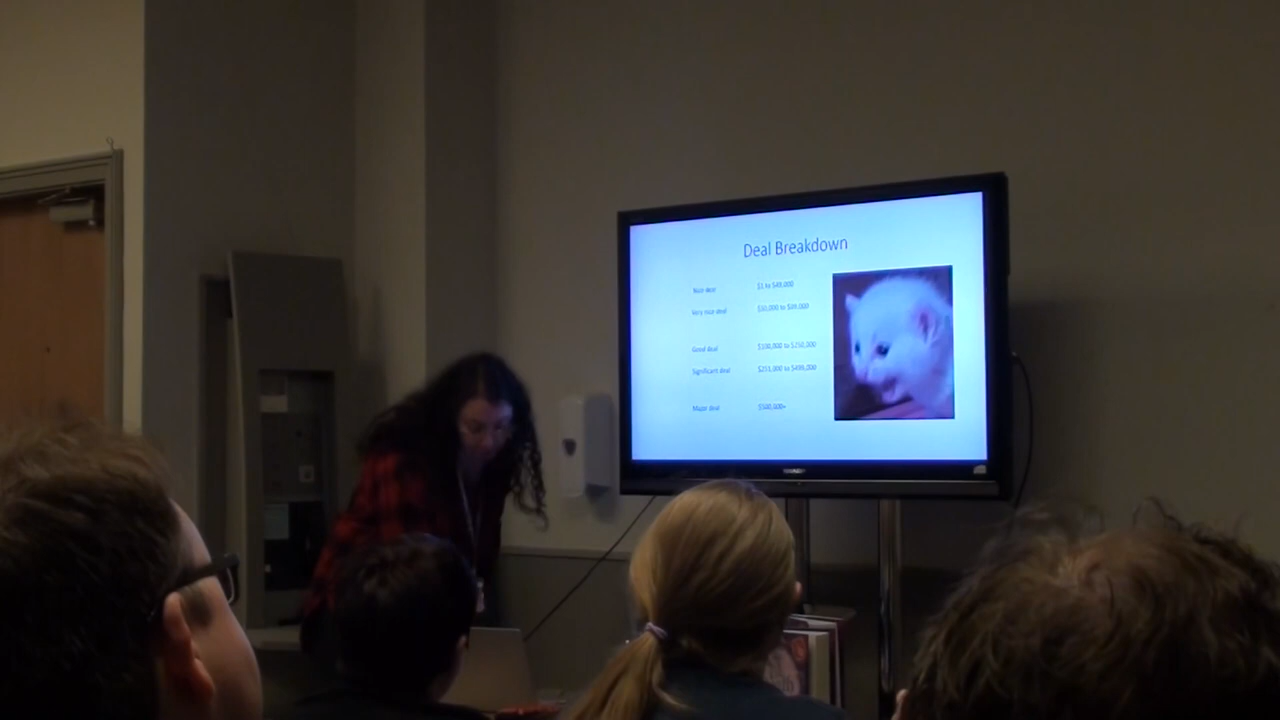 Deal Breakdown
Nice deal $1 to $49,000
Very nice deal $50,000 to $99,000
Good deal $100,000 to $250,000
Significant deal $251,000 to $499,000
Major deal $500,000+